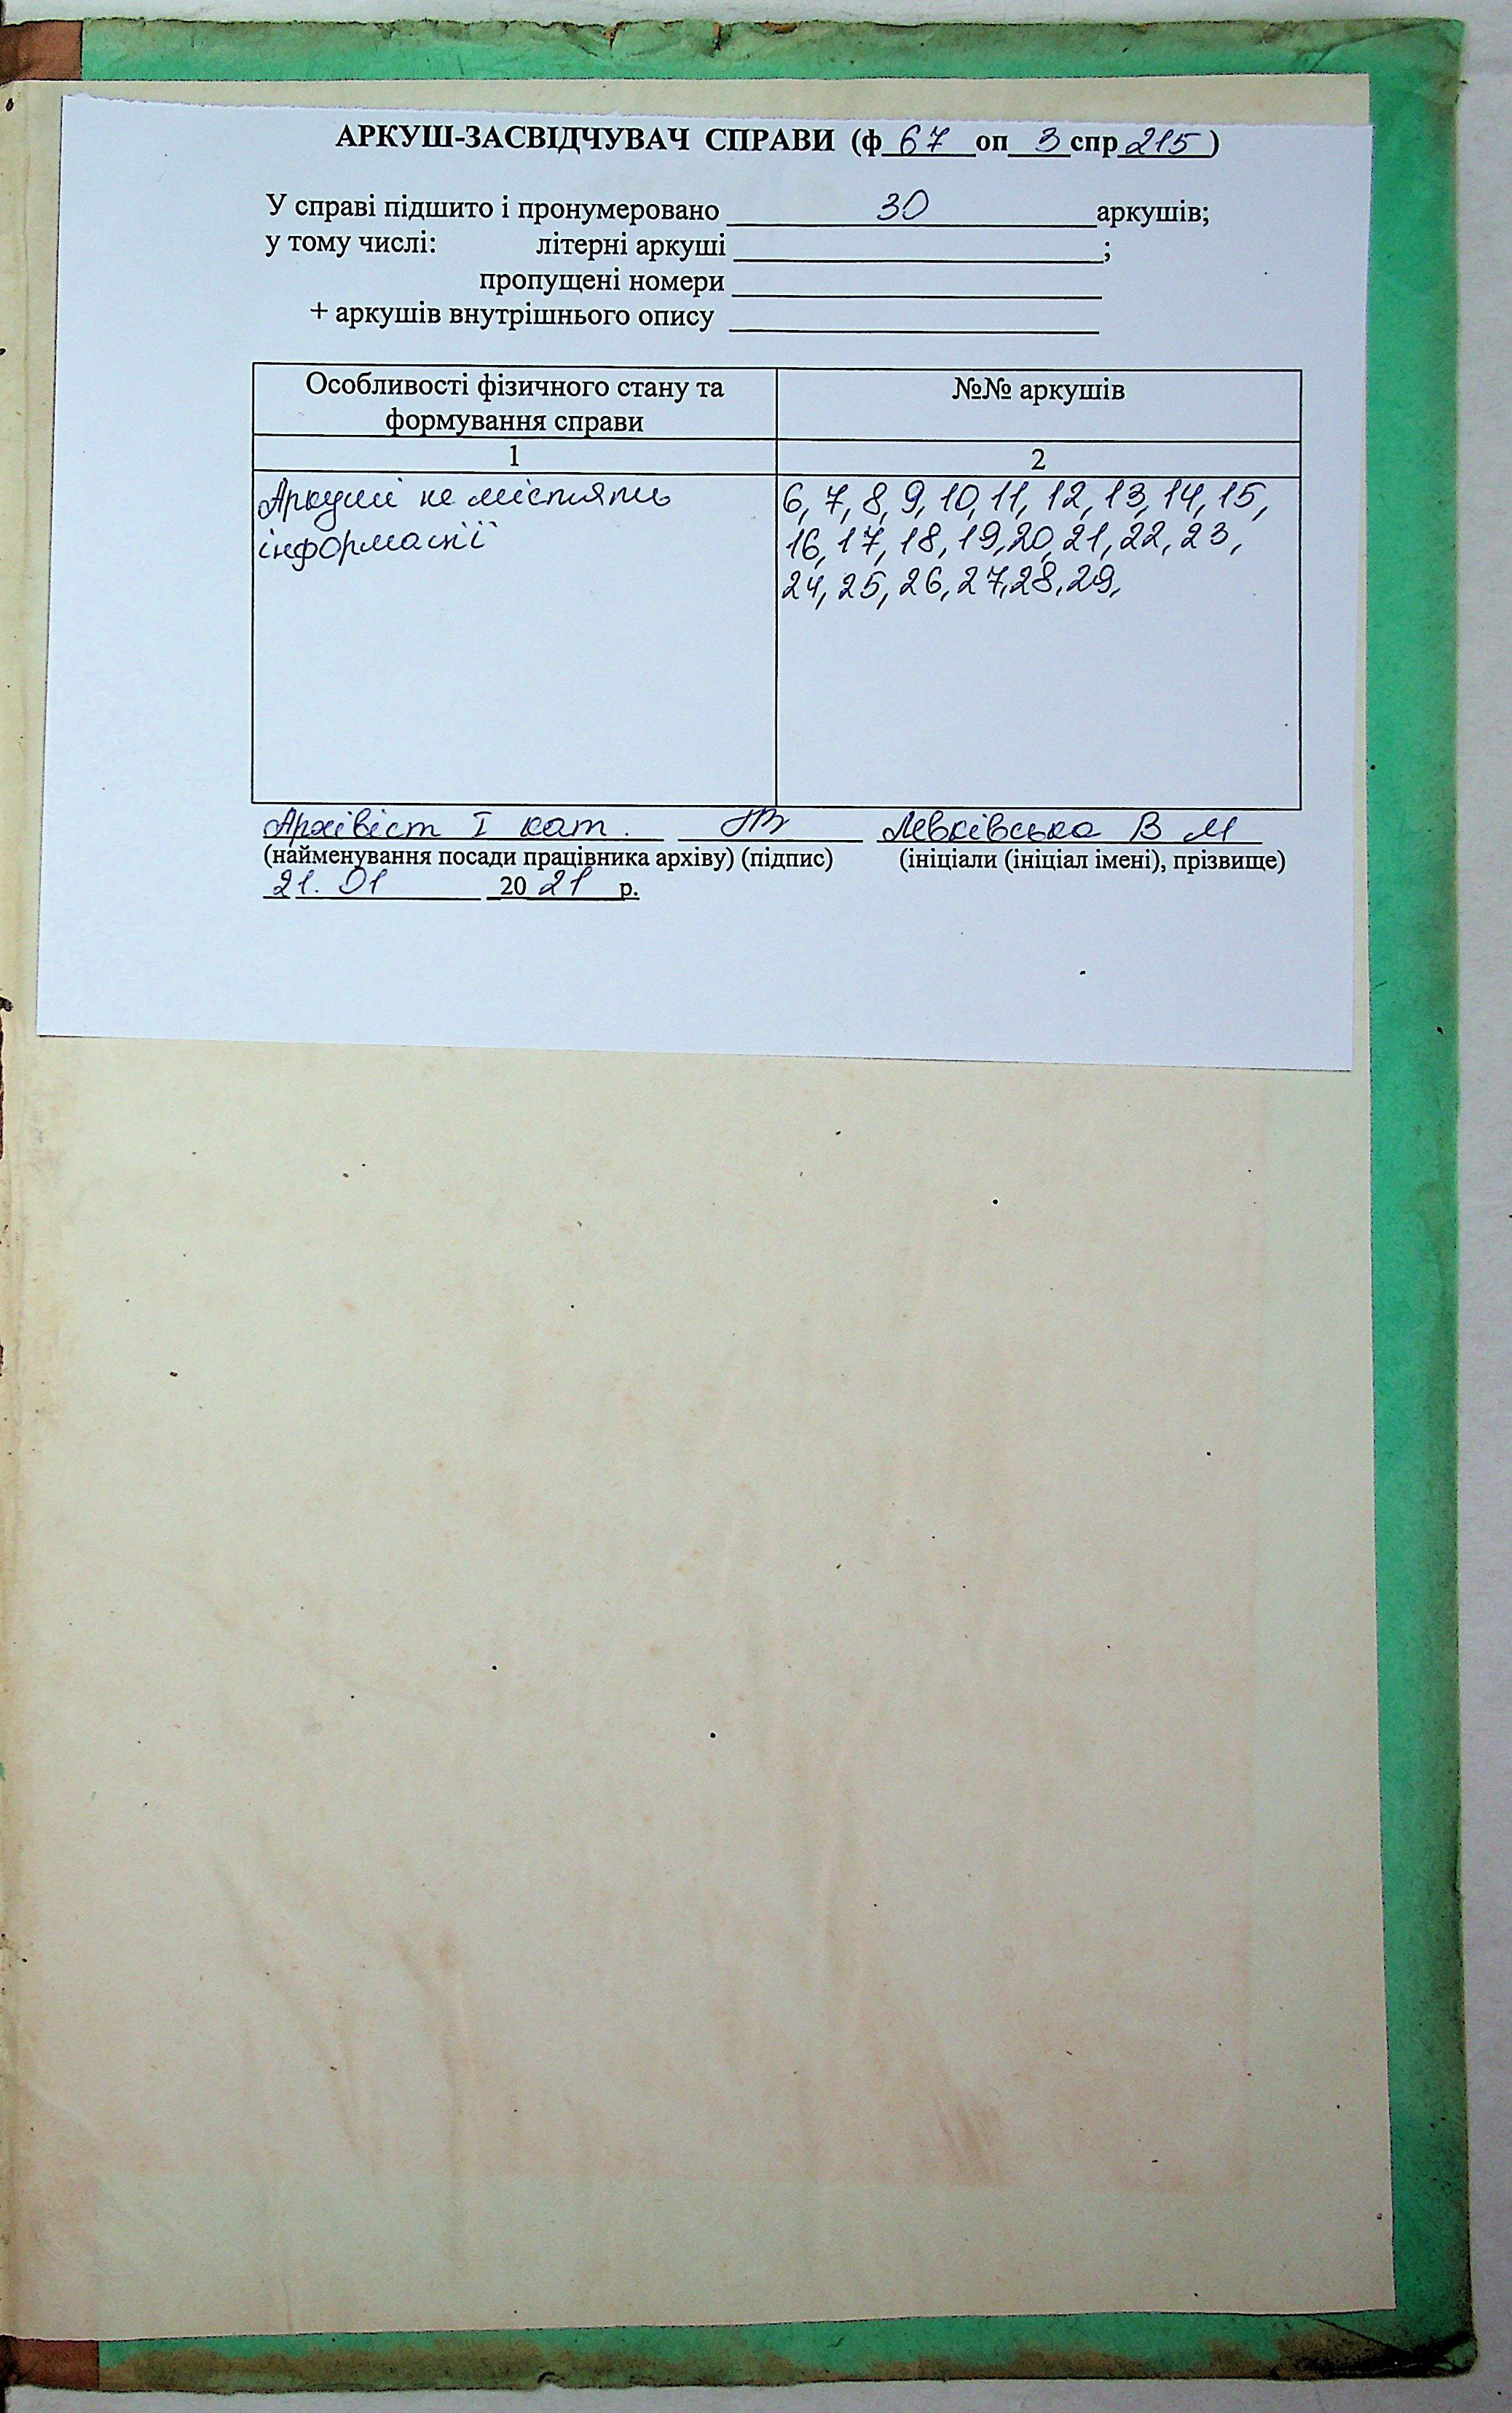 АРКУШ-ЗАСВІДЧУВАЧ СПРАВИ (ф 67 оп 3 спр 215 )
У справі підшито і пронумеровано 30 аркушів;
у тому числі: літерні аркуші ;
пропущені номери
+ аркушів внутрішнього опису
Особливості фізичного стану та
формування справи
№№ аркушів
1
2
Аркуші не містять
інформації
6, 7, 8, 9, 10, 11, 12, 13, 14, 15,
16, 17, 18, 19, 20, 21, 22, 23,
24, 25, 26, 27, 28, 29,
Архівіст І кат. Левківська В М
(найменування посади працівника архіву) (підпис) (ініціали (ініціал імені), прізвище)
21. 01 2021 р.